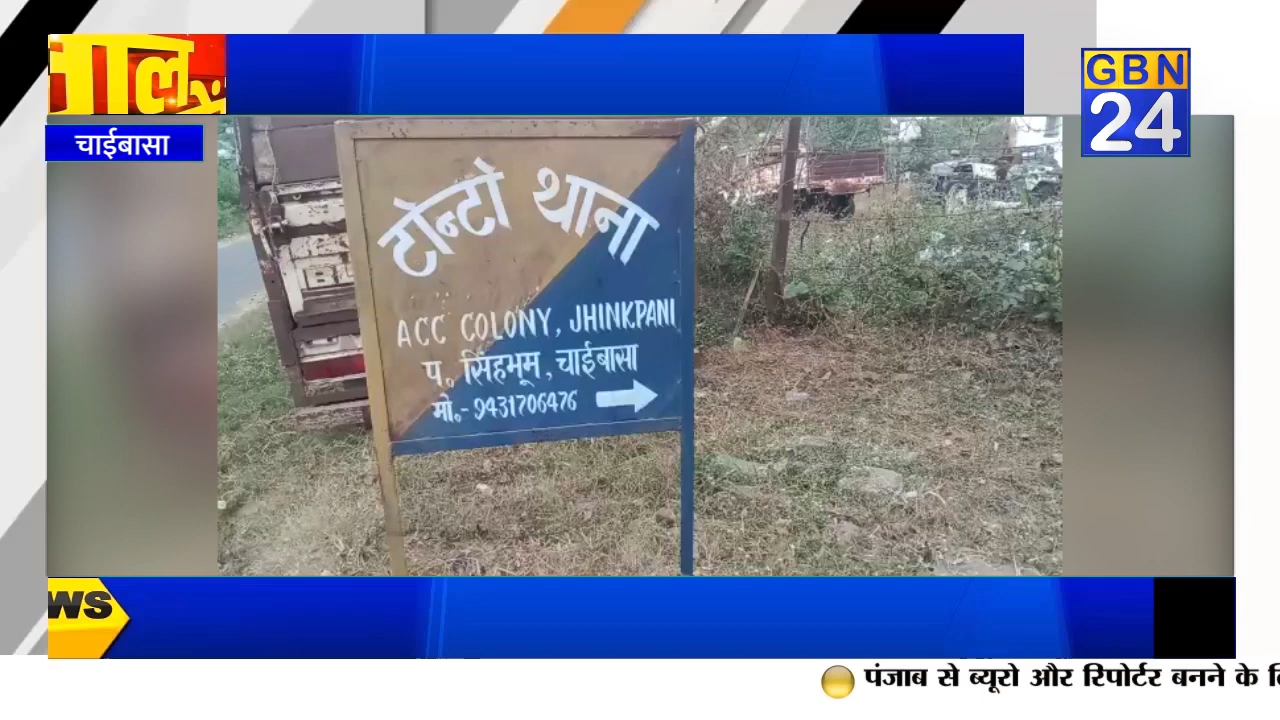 GBN
24
चाईबासा
टोन्टो थाना
ACC COLONY, JHINKPANI
प॰ सिंहभूम, चाईबासा
मो॰- 9431706476
WS
पंजाब से ब्यूरो और रिपोर्टर बनने के